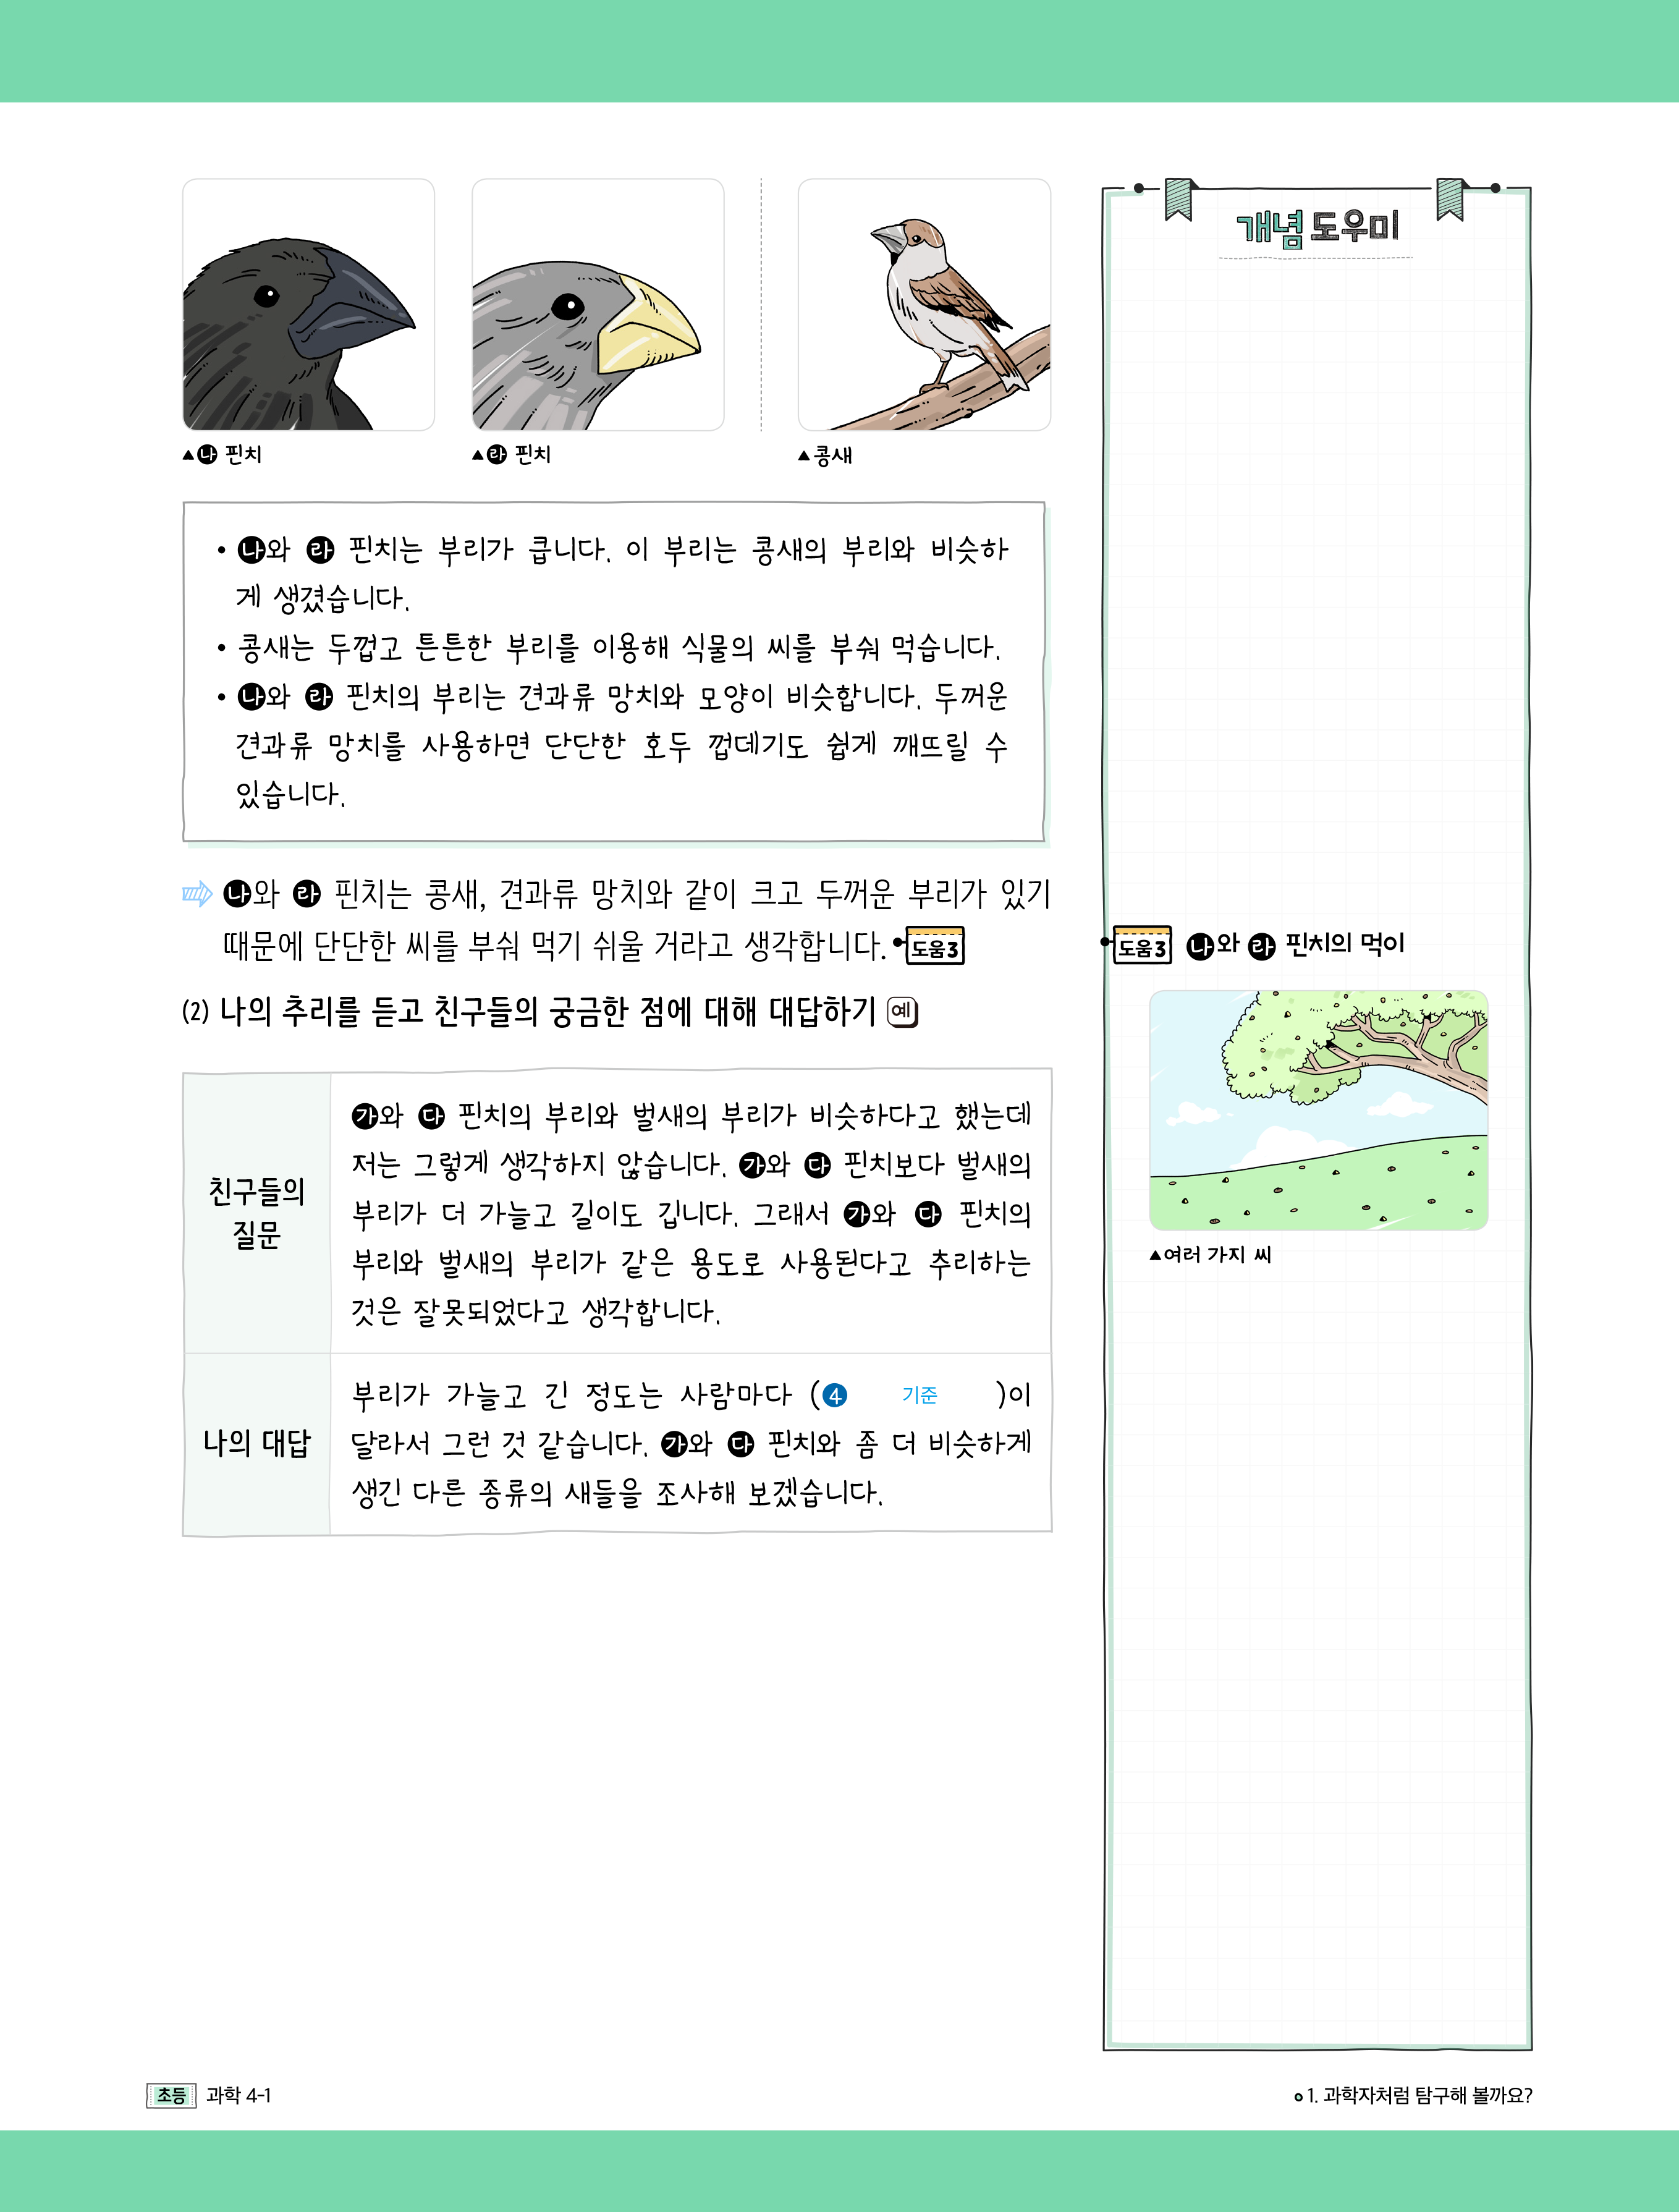 ▲나 핀치
▲라 핀치
▲콩새
• 나와 라 핀치는 부리가 큽니다. 이 부리는 콩새의 부리와 비슷하
게 생겼습니다.
• 콩새는 두껍고 튼튼한 부리를 이용해 식물의 씨를 부숴 먹습니다.
• 나와 라 핀치의 부리는 견과류 망치와 모양이 비슷합니다. 두꺼운
견과류 망치를 사용하면 단단한 호두 껍데기도 쉽게 깨뜨릴 수
있습니다.
나와 라 핀치는 콩새, 견과류 망치와 같이 크고 두꺼운 부리가 있기
때문에 단단한 씨를 부숴 먹기 쉬울 거라고 생각합니다. 도움3
(2) 나의 추리를 듣고 친구들의 궁금한 점에 대해 대답하기 예
친구들의
질문
가와 다 핀치의 부리와 벌새의 부리가 비슷하다고 했는데
저는 그렇게 생각하지 않습니다. 가와 다 핀치보다 벌새의
부리가 더 가늘고 길이도 깁니다. 그래서 가와 다 핀치의
부리와 벌새의 부리가 같은 용도로 사용된다고 추리하는
것은 잘못되었다고 생각합니다.
나의 대답
부리가 가늘고 긴 정도는 사람마다 (4 기준 )이
달라서 그런 것 같습니다. 가와 다 핀치와 좀 더 비슷하게
생긴 다른 종류의 새들을 조사해 보겠습니다.
개념 도우미
도움3 나와 라 핀치의 먹이
▲여러 가지 씨
초등 과학 4-1
1. 과학자처럼 탐구해 볼까요?